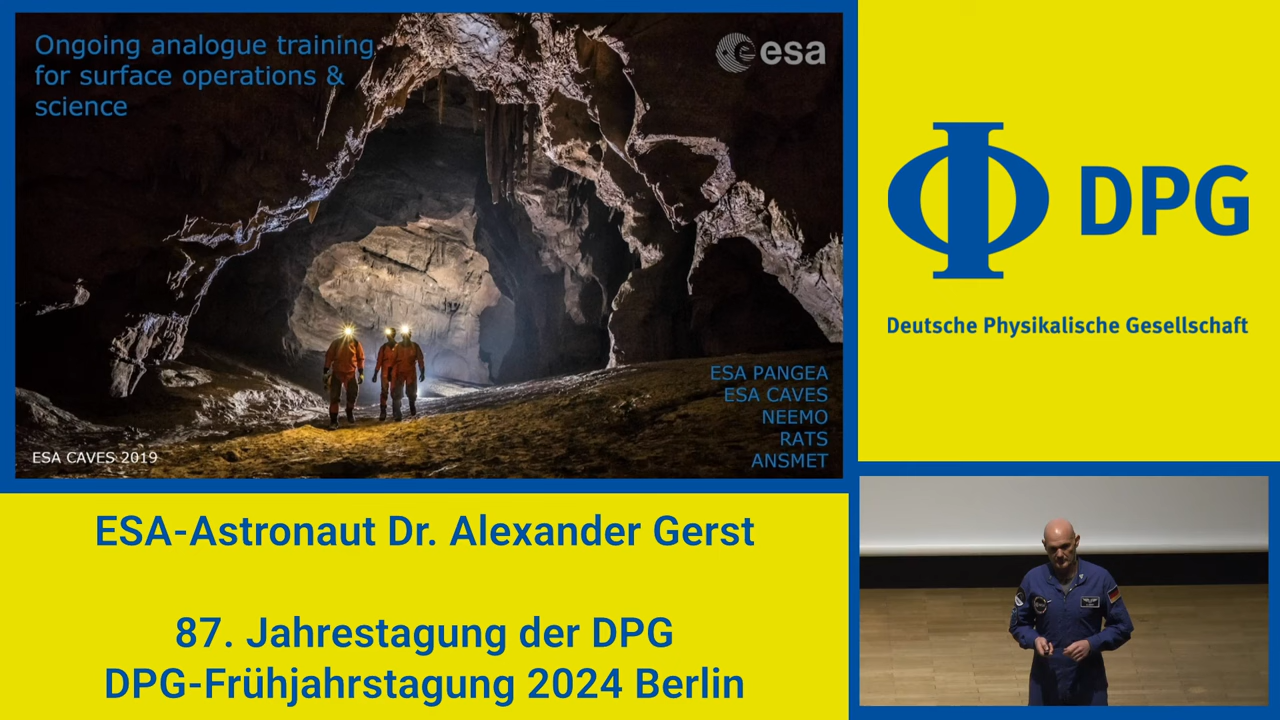 Ongoing analogue training
for surface operations &
science
esa
ESA PANGEA
ESA CAVES
NEEMO
RATS
ANSMET
ESA CAVES 2019
DPG
Deutsche Physikalische Gesellschaft
ESA-Astronaut Dr. Alexander Gerst
87. Jahrestagung der DPG
DPG-Frühjahrstagung 2024 Berlin